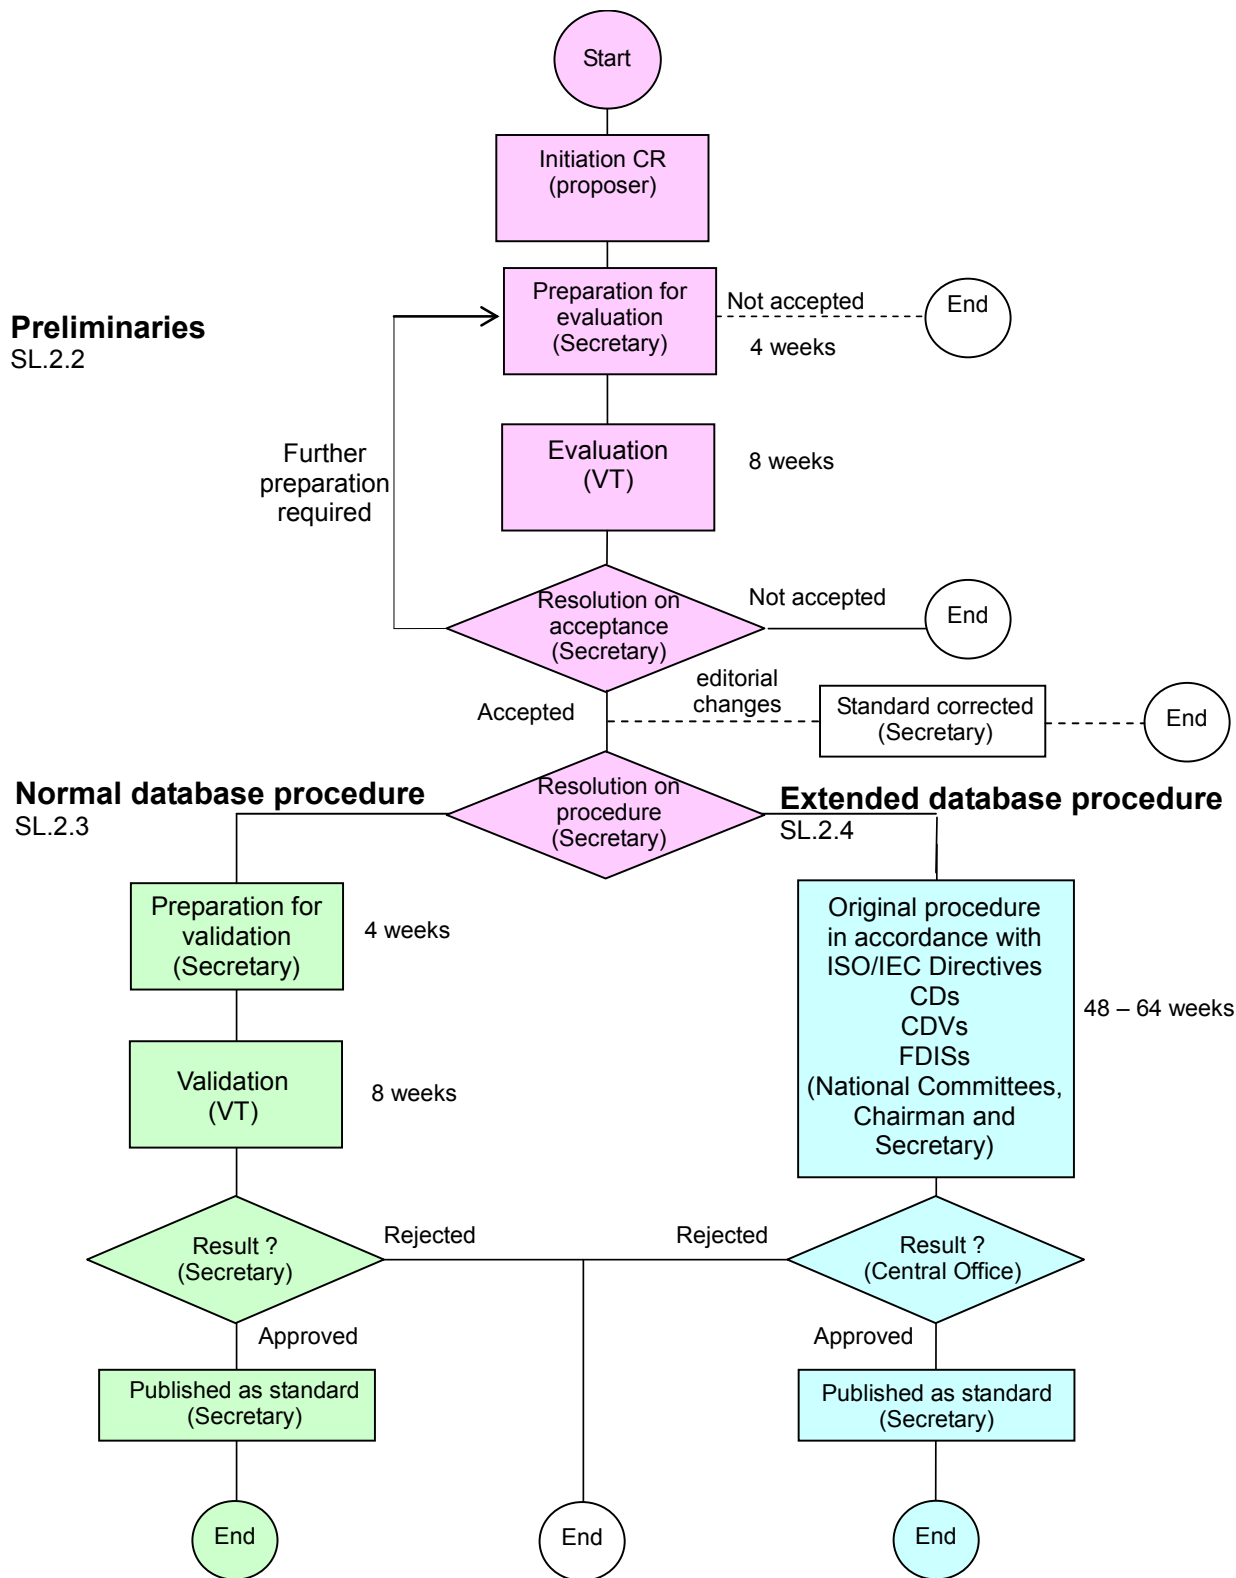 Start
Initiation CR
(proposer)
Preparation for
evaluation
(Secretary)
Not accepted
4 weeks
End
Preliminaries
SL.2.2
Further
preparation
required
Evaluation
(VT)
8 weeks
Resolution on
acceptance
(Secretary)
Not accepted
End
Accepted
editorial
changes
Standard corrected
(Secretary)
End
Resolution on
procedure
(Secretary)
Normal database procedure
SL.2.3
Extended database procedure
SL.2.4
Preparation for
validation
(Secretary)
4 weeks
Validation
(VT)
8 weeks
Original procedure
in accordance with
ISO/IEC Directives
CDs
CDVs
FDISs
(National Committees,
Chairman and
Secretary)
48 – 64 weeks
Result ?
(Secretary)
Rejected
Rejected
Result ?
(Central Office)
Approved
Approved
Published as standard
(Secretary)
Published as standard
(Secretary)
End
End
End